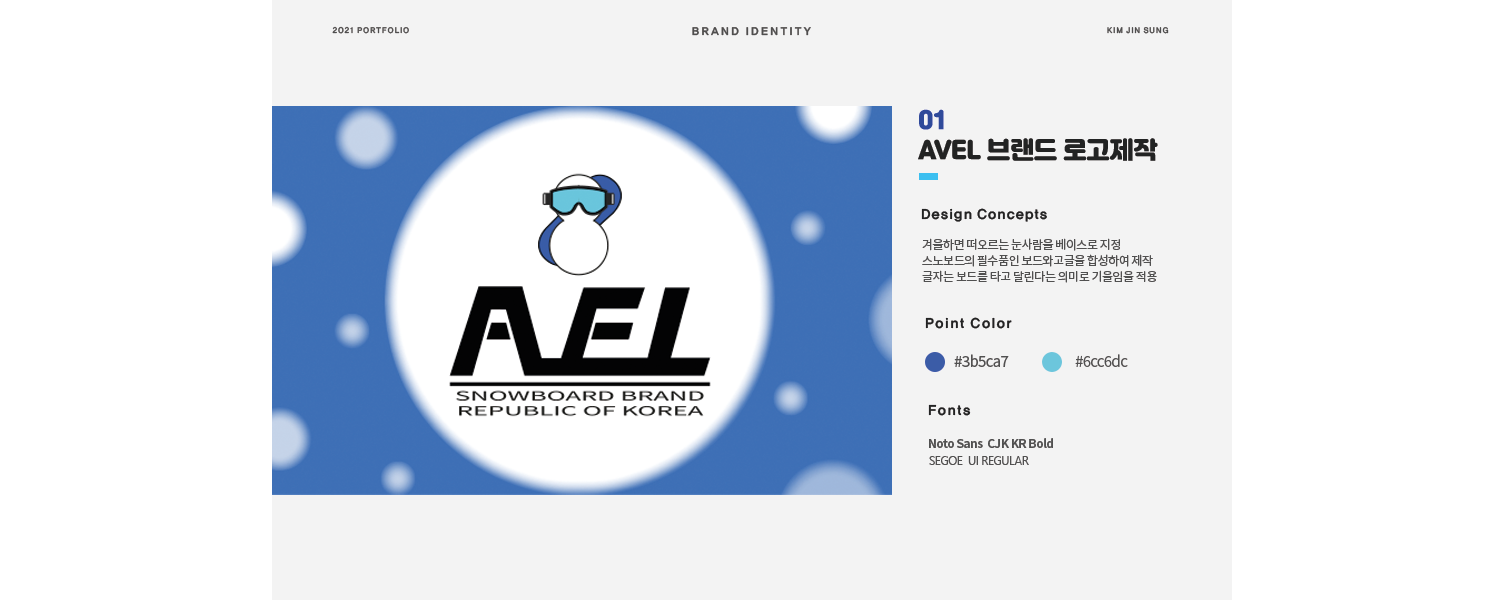 2021 PORTFOLIO
BRAND IDENTITY
KIM JIN SUNG
AVEL
SNOWBOARD BRAND
REPUBLIC OF KOREA
01
AVEL 브랜드 로고제작
Design Concepts
겨울하면 떠오르는 눈사람을 베이스로 지정
스노보드의 필수품인 보드와고글을 합성하여 제작
글자는 보드를 타고 달린다는 의미로 기울임을 적용
Point Color
#3b5ca7 #6cc6dc
Fonts
Noto Sans CJK KR Bold
SEGOE UI REGULAR